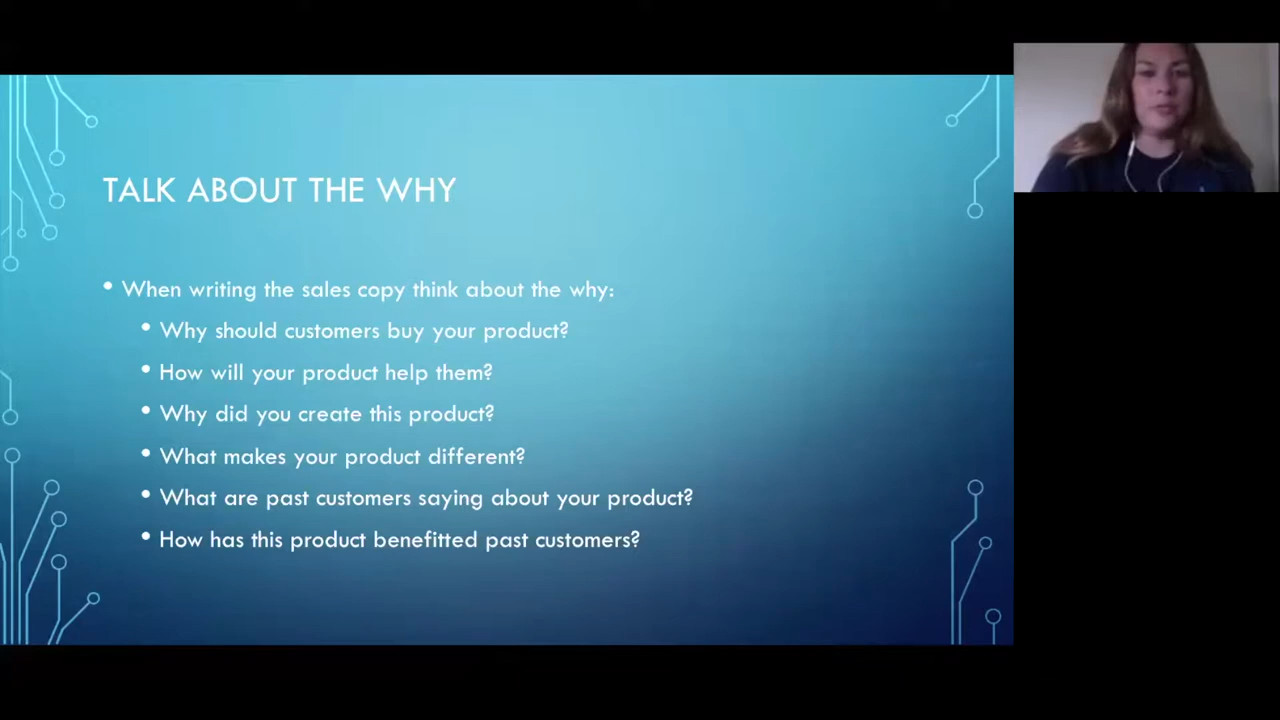 TALK ABOUT THE WHY
• When writing the sales copy think about the why:
• Why should customers buy your product?
• How will your product help them?
• Why did you create this product?
• What makes your product different?
• What are past customers saying about your product?
• How has this product benefitted past customers?